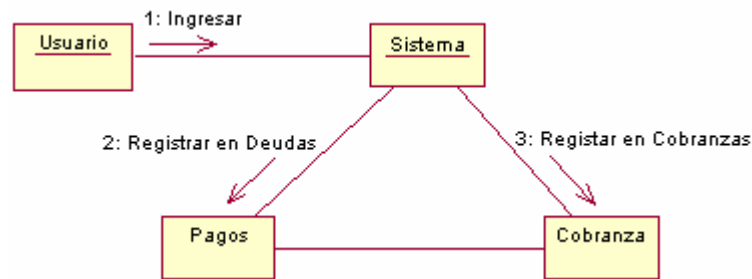 1: Ingresar
Usuario
Sistema
2: Registrar en Deudas
3: Registar en Cobranzas
Pagos
Cobranza